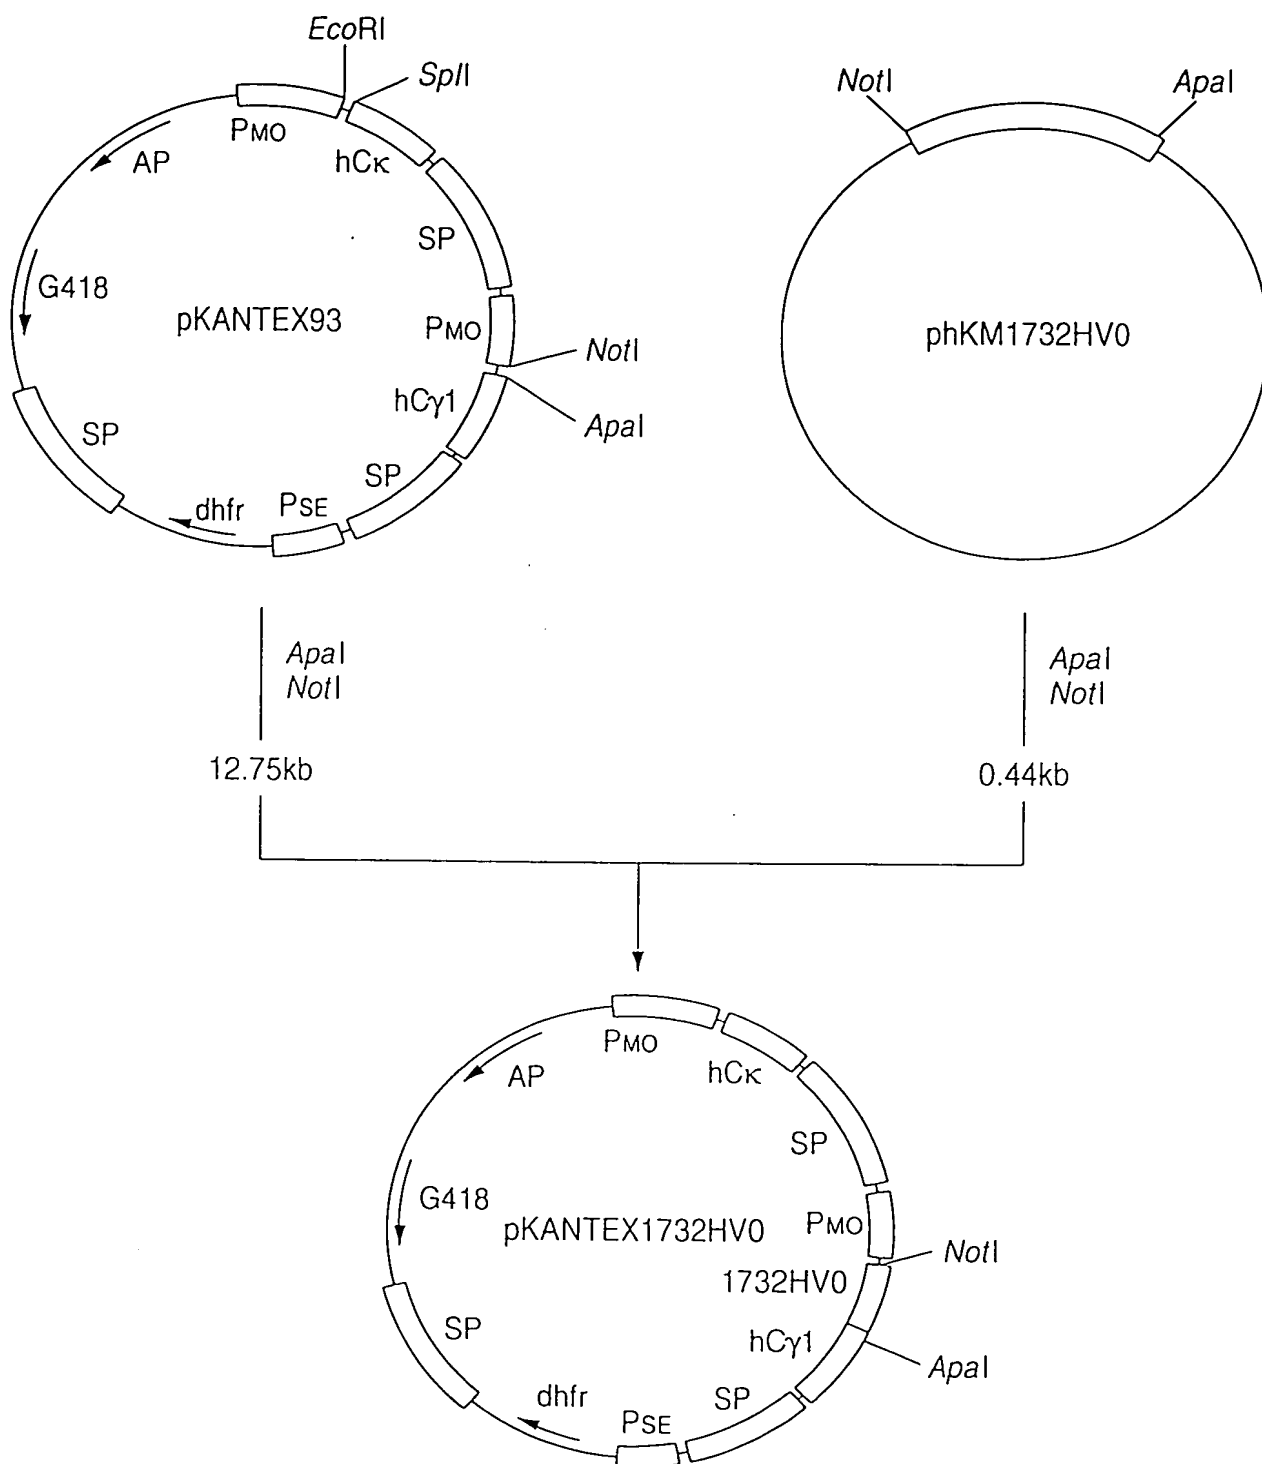 EcoRI
SplI
PMO
hCκ
AP
SP
G418
pKANTEX93
PMO
NotI
hCγ1
ApaI
SP
SP
dhfr
PSE
NotI
ApaI
phKM1732HV0
ApaI
NotI
12.75kb
ApaI
NotI
0.44kb
PMO
hCκ
AP
SP
G418
pKANTEX1732HV0
PMO
NotI
1732HV0
hCγ1
ApaI
SP
SP
dhfr
PSE